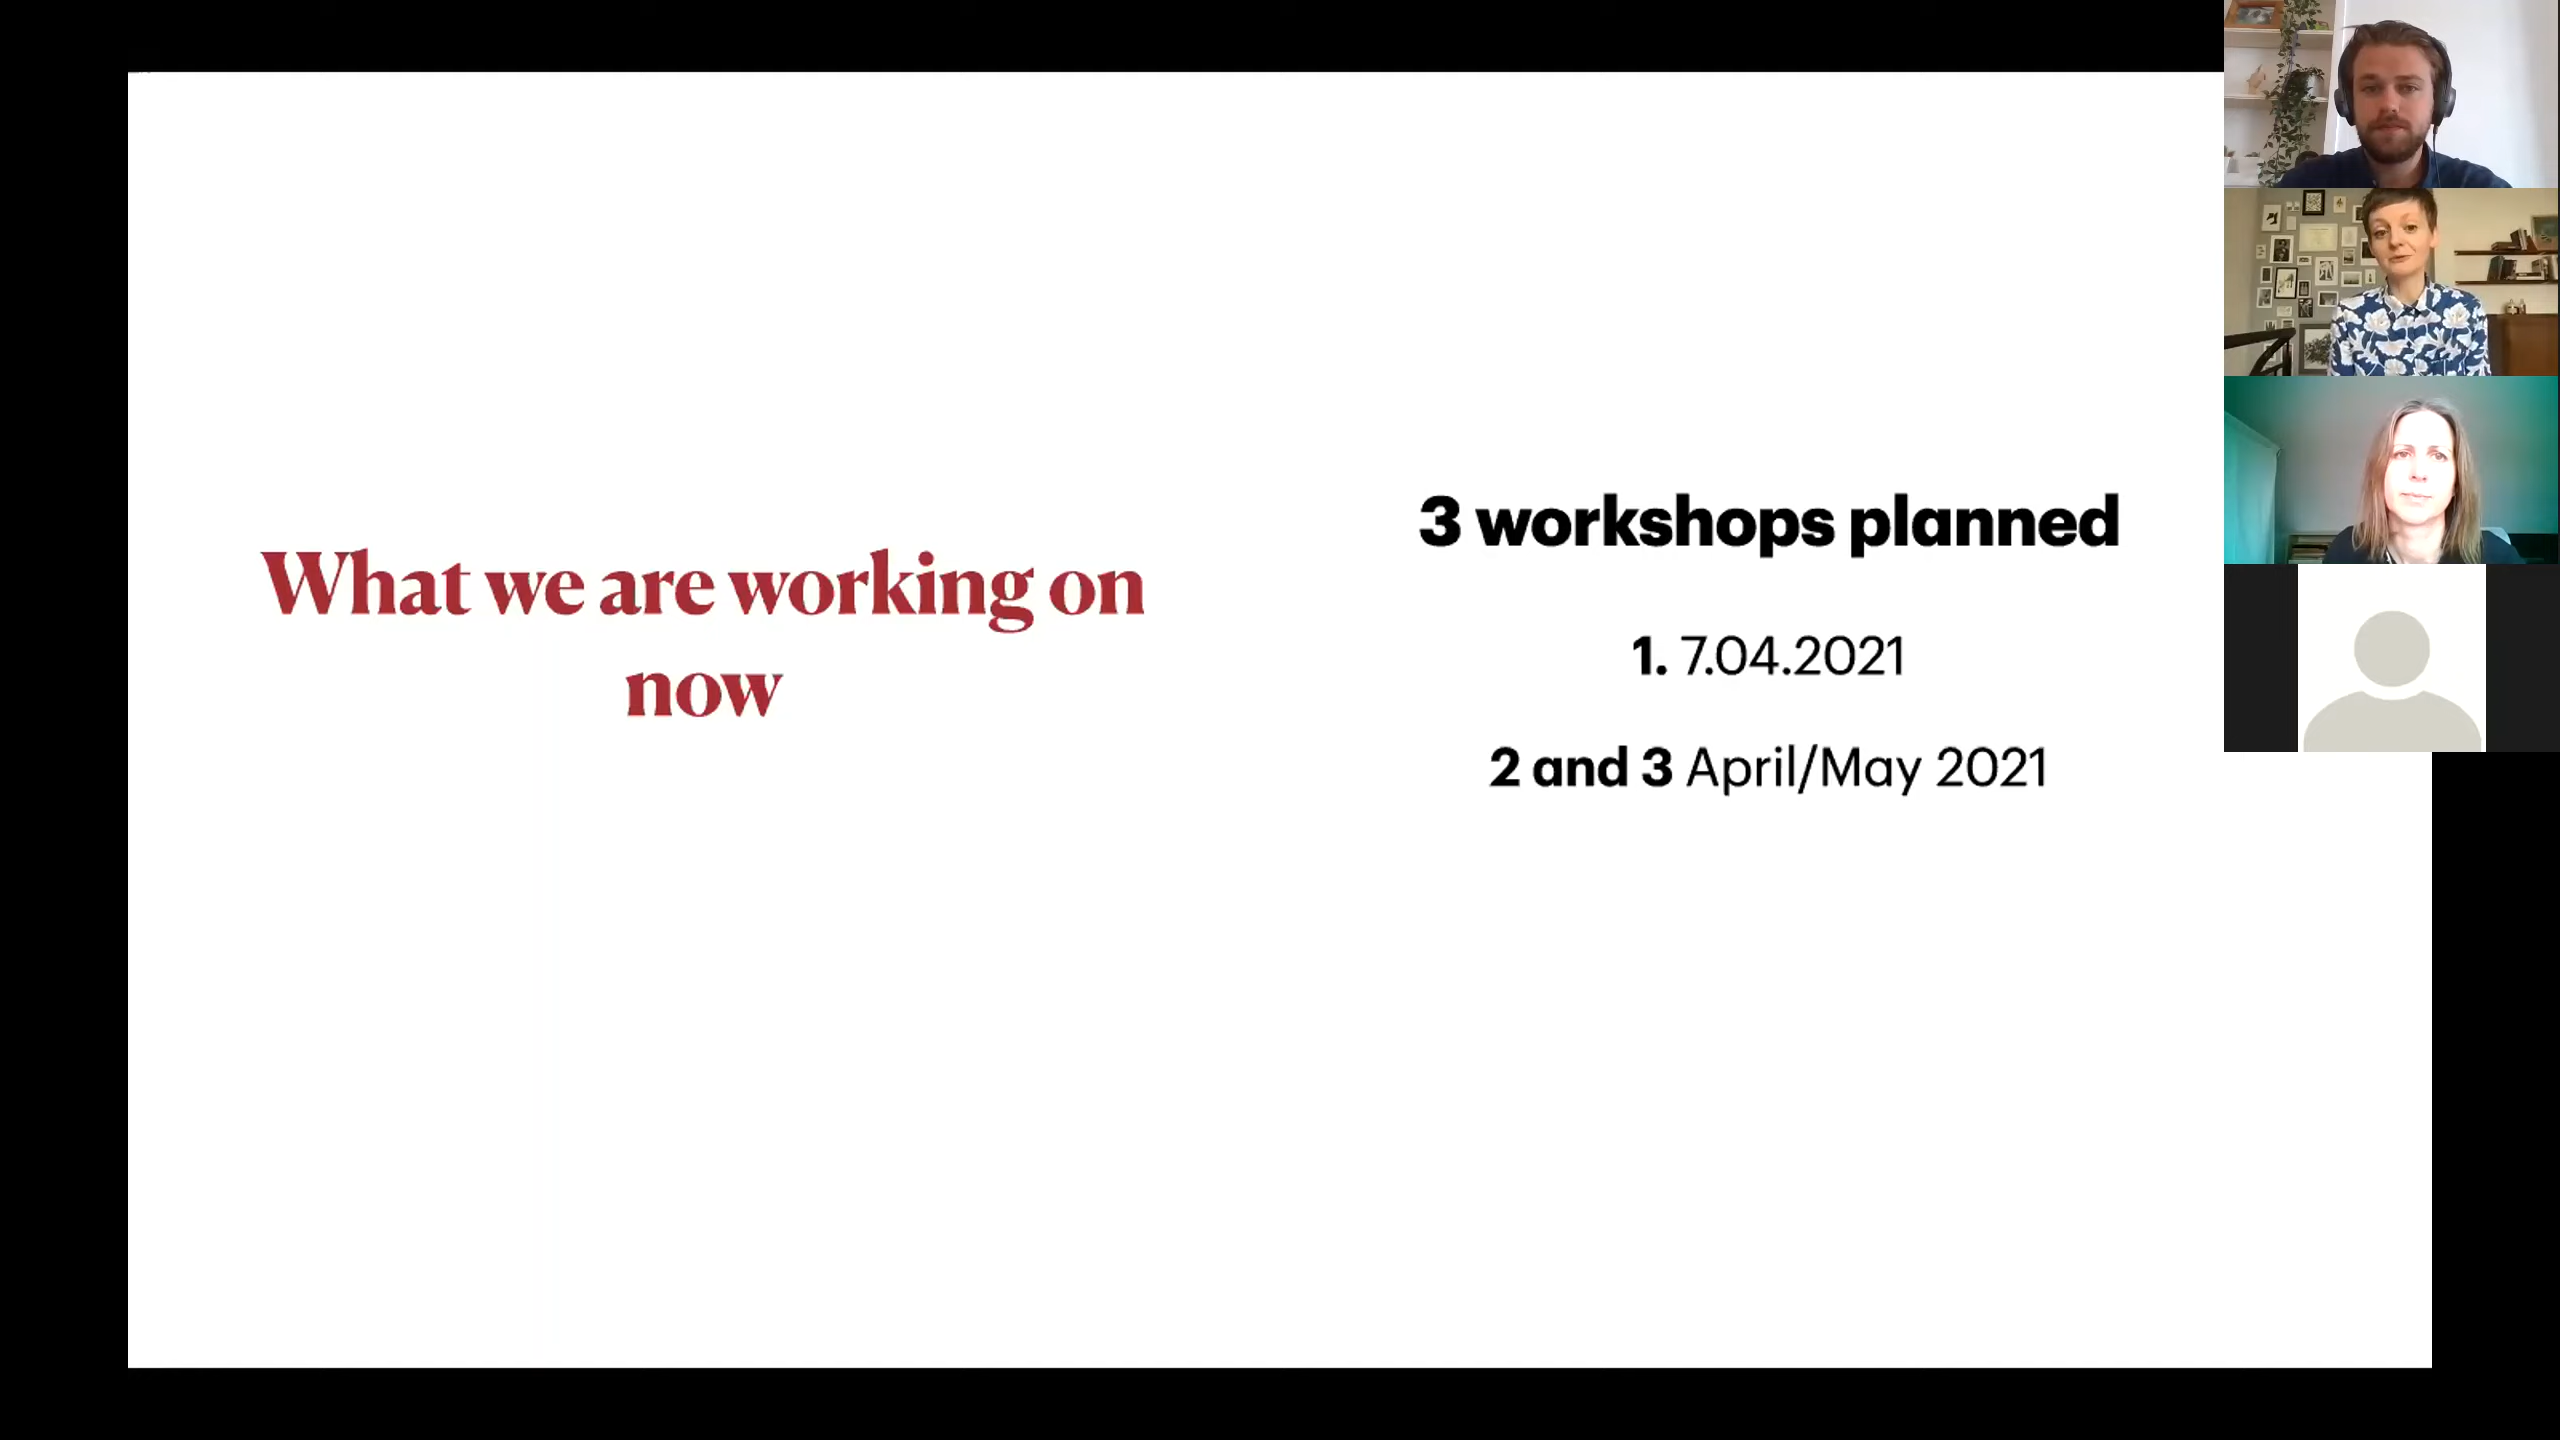 What we are working on
now
3 workshops planned
1. 7.04.2021
2 and 3 April/May 2021